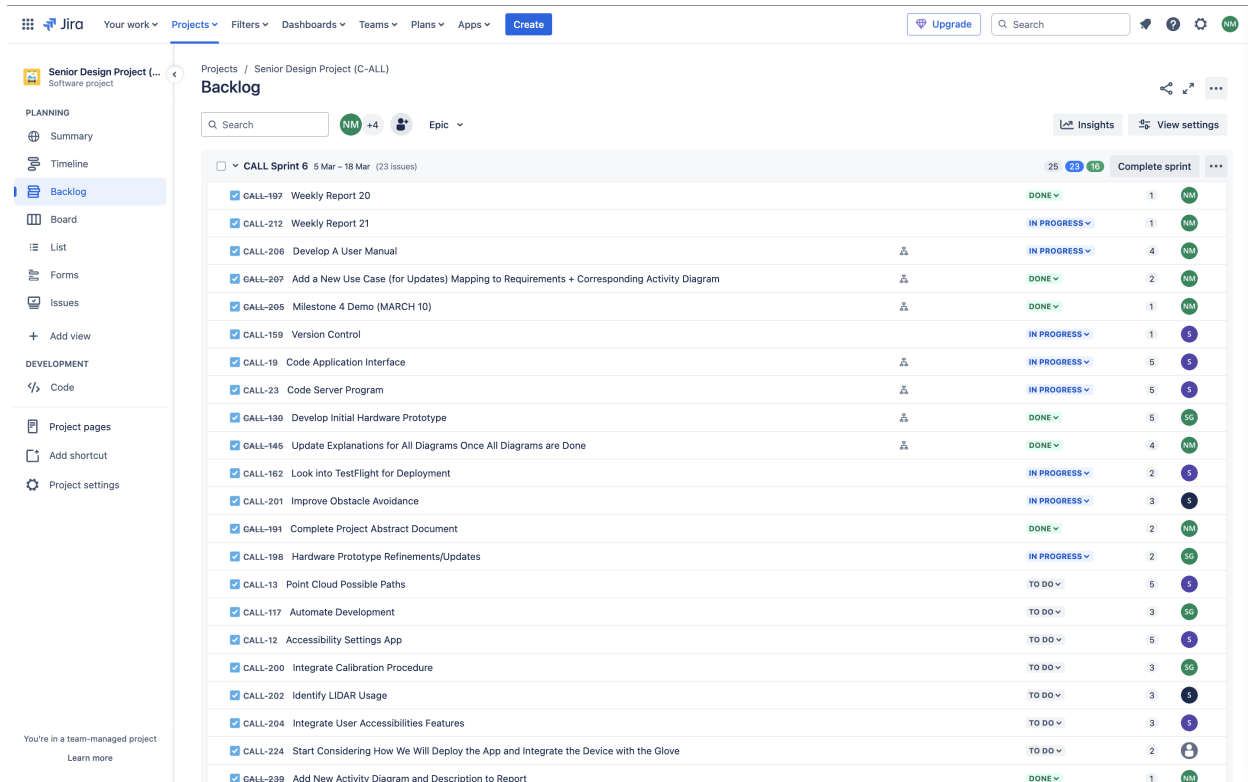 Jira Your work Projects Filters Dashboards Teams Plans Apps Create Upgrade Search NM
Senior Design Project (...
Software project
PLANNING
Summary
Timeline
Backlog
Board
List
Forms
Issues
Add view
DEVELOPMENT
Code
Project pages
Add shortcut
Project settings
You're in a team-managed project
Learn more
Projects / Senior Design Project (C-ALL)
Backlog
Search NM +4 Epic Insights View settings
CALL Sprint 6 5 Mar – 18 Mar (23 issues) 25 23 16 Complete sprint
CALL-197 Weekly Report 20 DONE 1 NM
CALL-212 Weekly Report 21 IN PROGRESS 1 NM
CALL-206 Develop A User Manual IN PROGRESS 4 NM
CALL-207 Add a New Use Case (for Updates) Mapping to Requirements + Corresponding Activity Diagram DONE 2 NM
CALL-205 Milestone 4 Demo (MARCH 10) DONE 1 NM
CALL-159 Version Control IN PROGRESS 1 S
CALL-19 Code Application Interface IN PROGRESS 5 S
CALL-23 Code Server Program IN PROGRESS 5 S
CALL-130 Develop Initial Hardware Prototype DONE 5 SG
CALL-145 Update Explanations for All Diagrams Once All Diagrams are Done DONE 4 NM
CALL-162 Look into TestFlight for Deployment IN PROGRESS 2 S
CALL-201 Improve Obstacle Avoidance IN PROGRESS 3 S
CALL-191 Complete Project Abstract Document DONE 2 NM
CALL-198 Hardware Prototype Refinements/Updates IN PROGRESS 2 SG
CALL-13 Point Cloud Possible Paths TO DO 5 S
CALL-117 Automate Development TO DO 3 SG
CALL-12 Accessibility Settings App TO DO 5 S
CALL-200 Integrate Calibration Procedure TO DO 3 SG
CALL-202 Identify LIDAR Usage TO DO 3 S
CALL-204 Integrate User Accessibilities Features TO DO 3 S
CALL-224 Start Considering How We Will Deploy the App and Integrate the Device with the Glove TO DO 2
CALL-239 Add New Activity Diagram and Description to Report DONE 1 NM